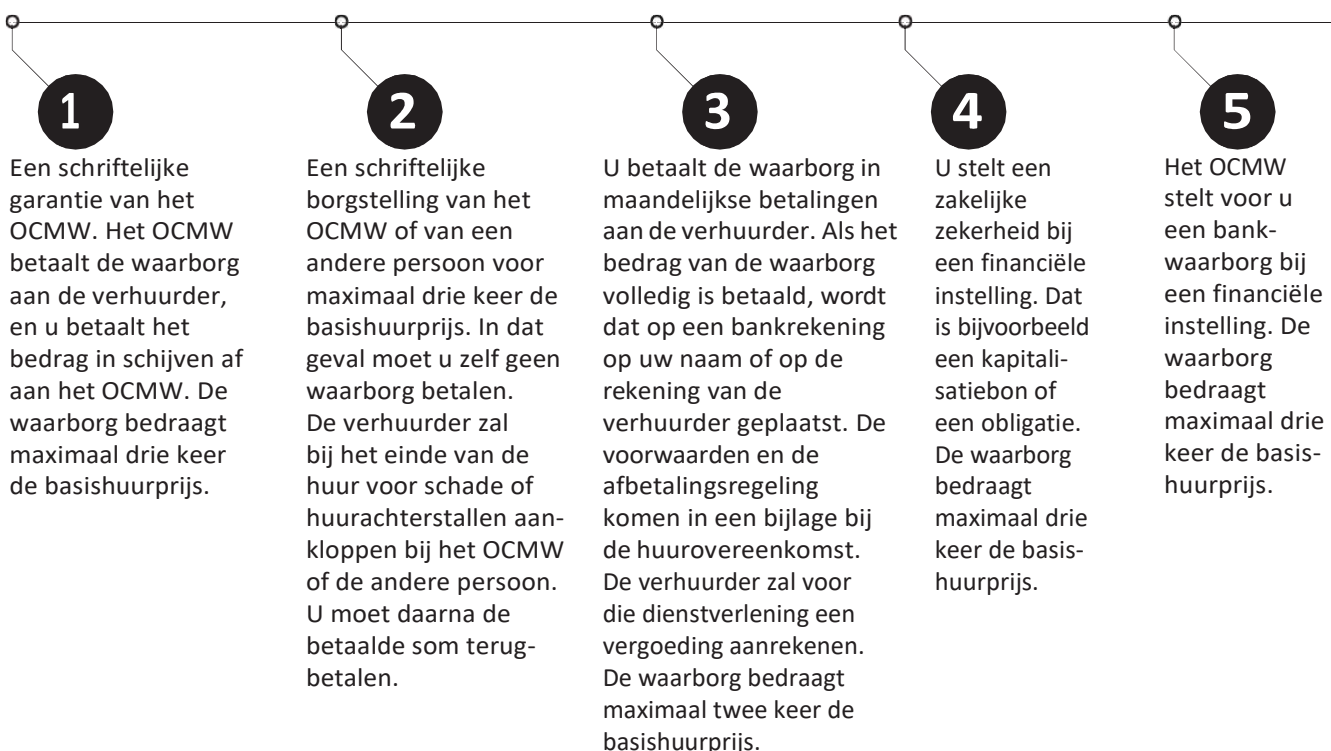 1
Een schriftelijke
garantie van het
OCMW. Het OCMW
betaalt de waarborg
aan de verhuurder,
en u betaalt het
bedrag in schijven af
aan het OCMW. De
waarborg bedraagt
maximaal drie keer
de basishuurprijs.
2
Een schriftelijke
borgstelling van het
OCMW of van een
andere persoon voor
maximaal drie keer de
basishuurprijs. In dat
geval moet u zelf geen
waarborg betalen.
De verhuurder zal
bij het einde van de
huur voor schade of
huurachterstallen aan-
kloppen bij het OCMW
of de andere persoon.
U moet daarna de
betaalde som terug-
betalen.
3
U betaalt de waarborg in
maandelijkse betalingen
aan de verhuurder. Als het
bedrag van de waarborg
volledig is betaald, wordt
dat op een bankrekening
op uw naam of op de
rekening van de
verhuurder geplaatst. De
voorwaarden en de
afbetalingsregeling
komen in een bijlage bij
de huurovereenkomst.
De verhuurder zal voor
die dienstverlening een
vergoeding aanrekenen.
De waarborg bedraagt
maximaal twee keer de
basishuurprijs.
4
U stelt een
zakelijke
zekerheid bij
een financiële
instelling. Dat
is bijvoorbeeld
een kapitali-
satiebon of
een obligatie.
De waarborg
bedraagt
maximaal drie
keer de basis-
huurprijs.
5
Het OCMW
stelt voor u
een bank-
waarborg bij
een financiële
instelling. De
waarborg
bedraagt
maximaal drie
keer de basis-
huurprijs.